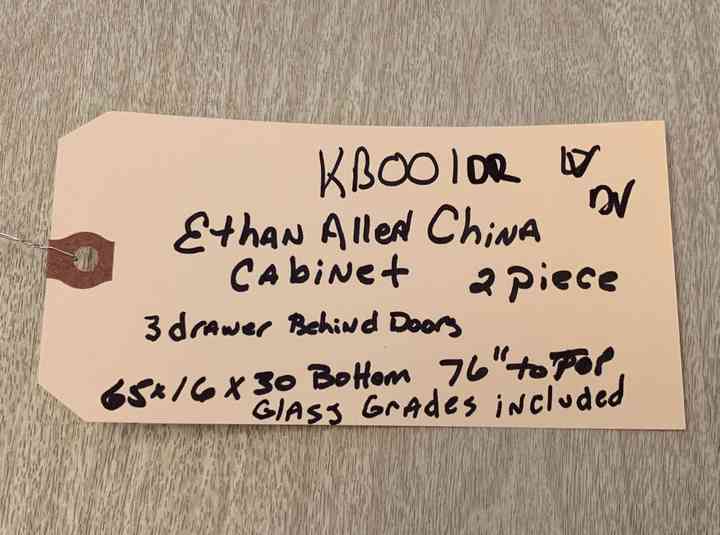 KB001DR
Ethan Allen China
Cabinet 2 piece
3 drawer Behind Doors
65x16x30 Bottom 76" to TOP
Glass Grades included